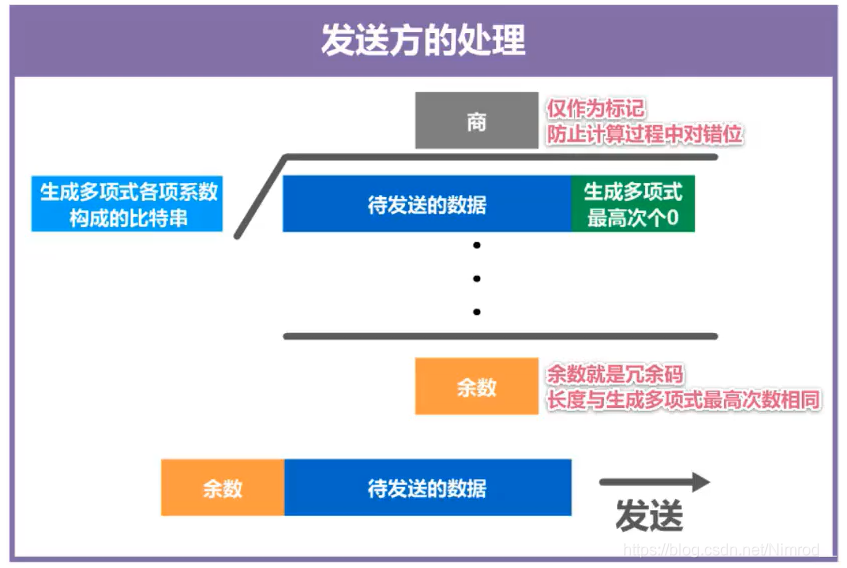 发送方的处理
商
仅作为标记
防止计算过程中对错位
生成多项式各项系数
构成的比特串
待发送的数据
生成多项式
最高次个0
余数
余数就是冗余码
长度与生成多项式最高次数相同
余数
待发送的数据
发送
https://blog.csdn.net/Nimrod_